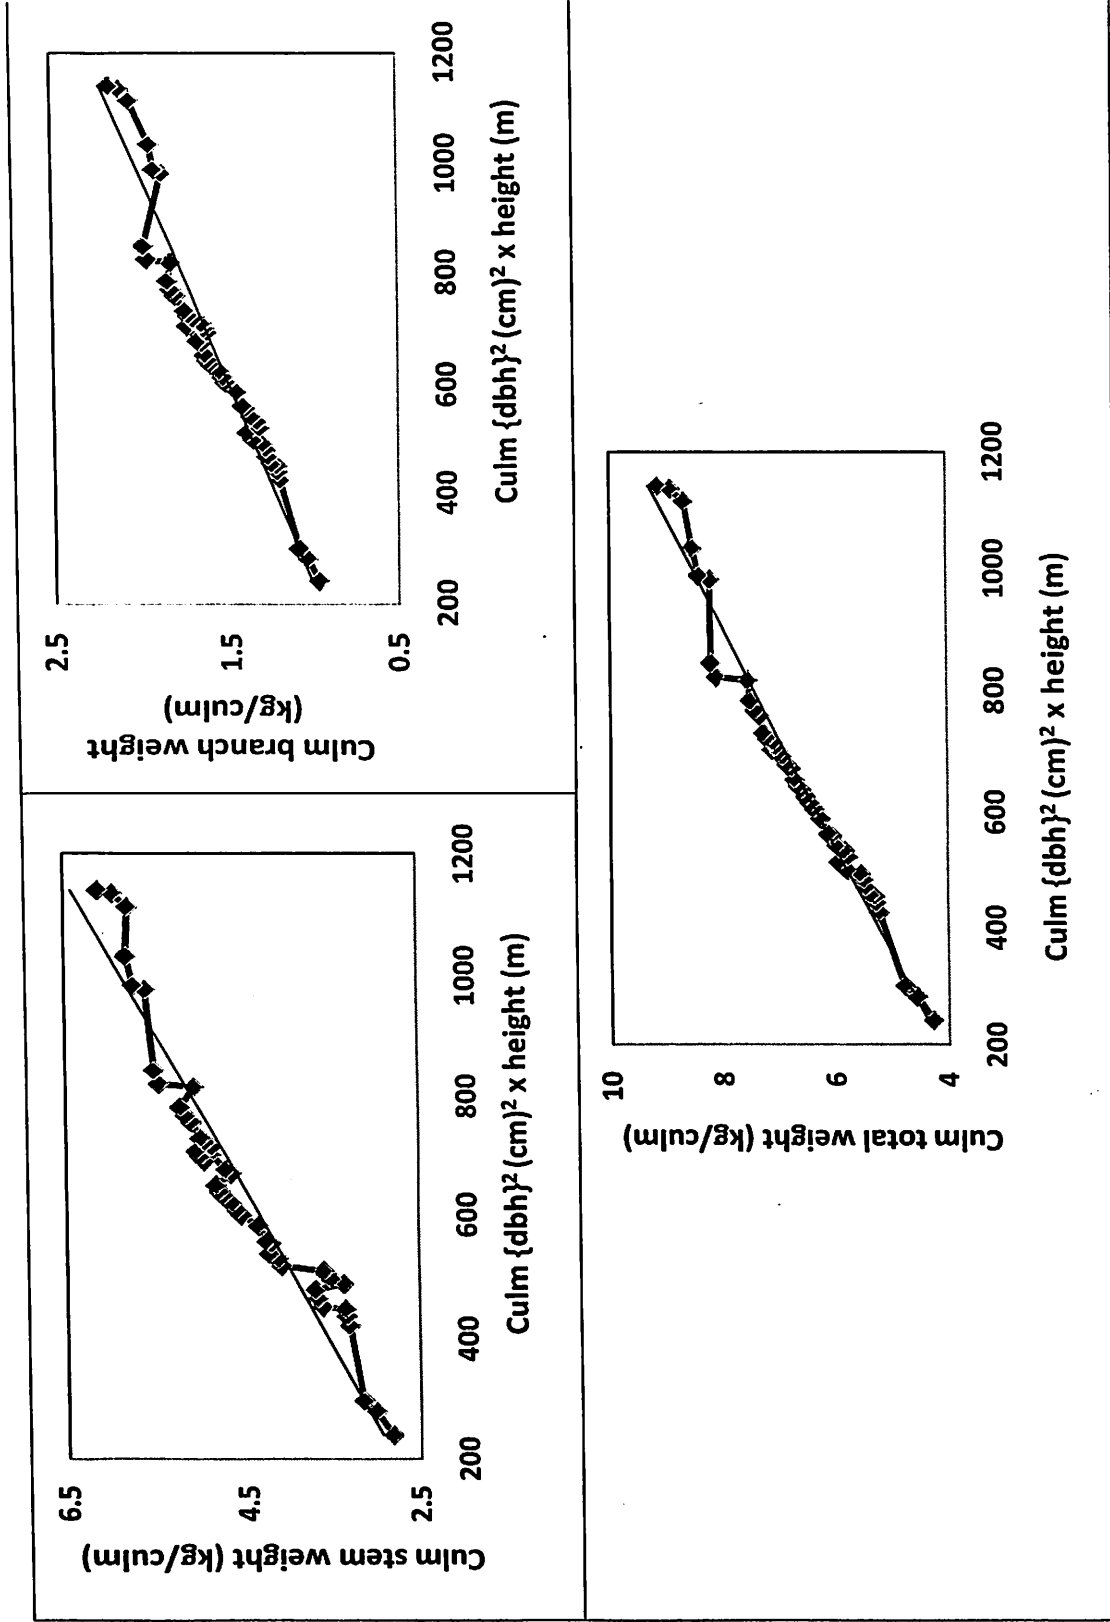 Culm stem weight (kg/culm)
6.5
4.5
2.5
200 400 600 800 1000 1200
Culm {dbh}² (cm)² x height (m)
Culm branch weight
(kg/culm)
2.5
1.5
0.5
200 400 600 800 1000 1200
Culm {dbh}² (cm)² x height (m)
Culm total weight (kg/culm)
10
8
6
4
200 400 600 800 1000 1200
Culm {dbh}² (cm)² x height (m)